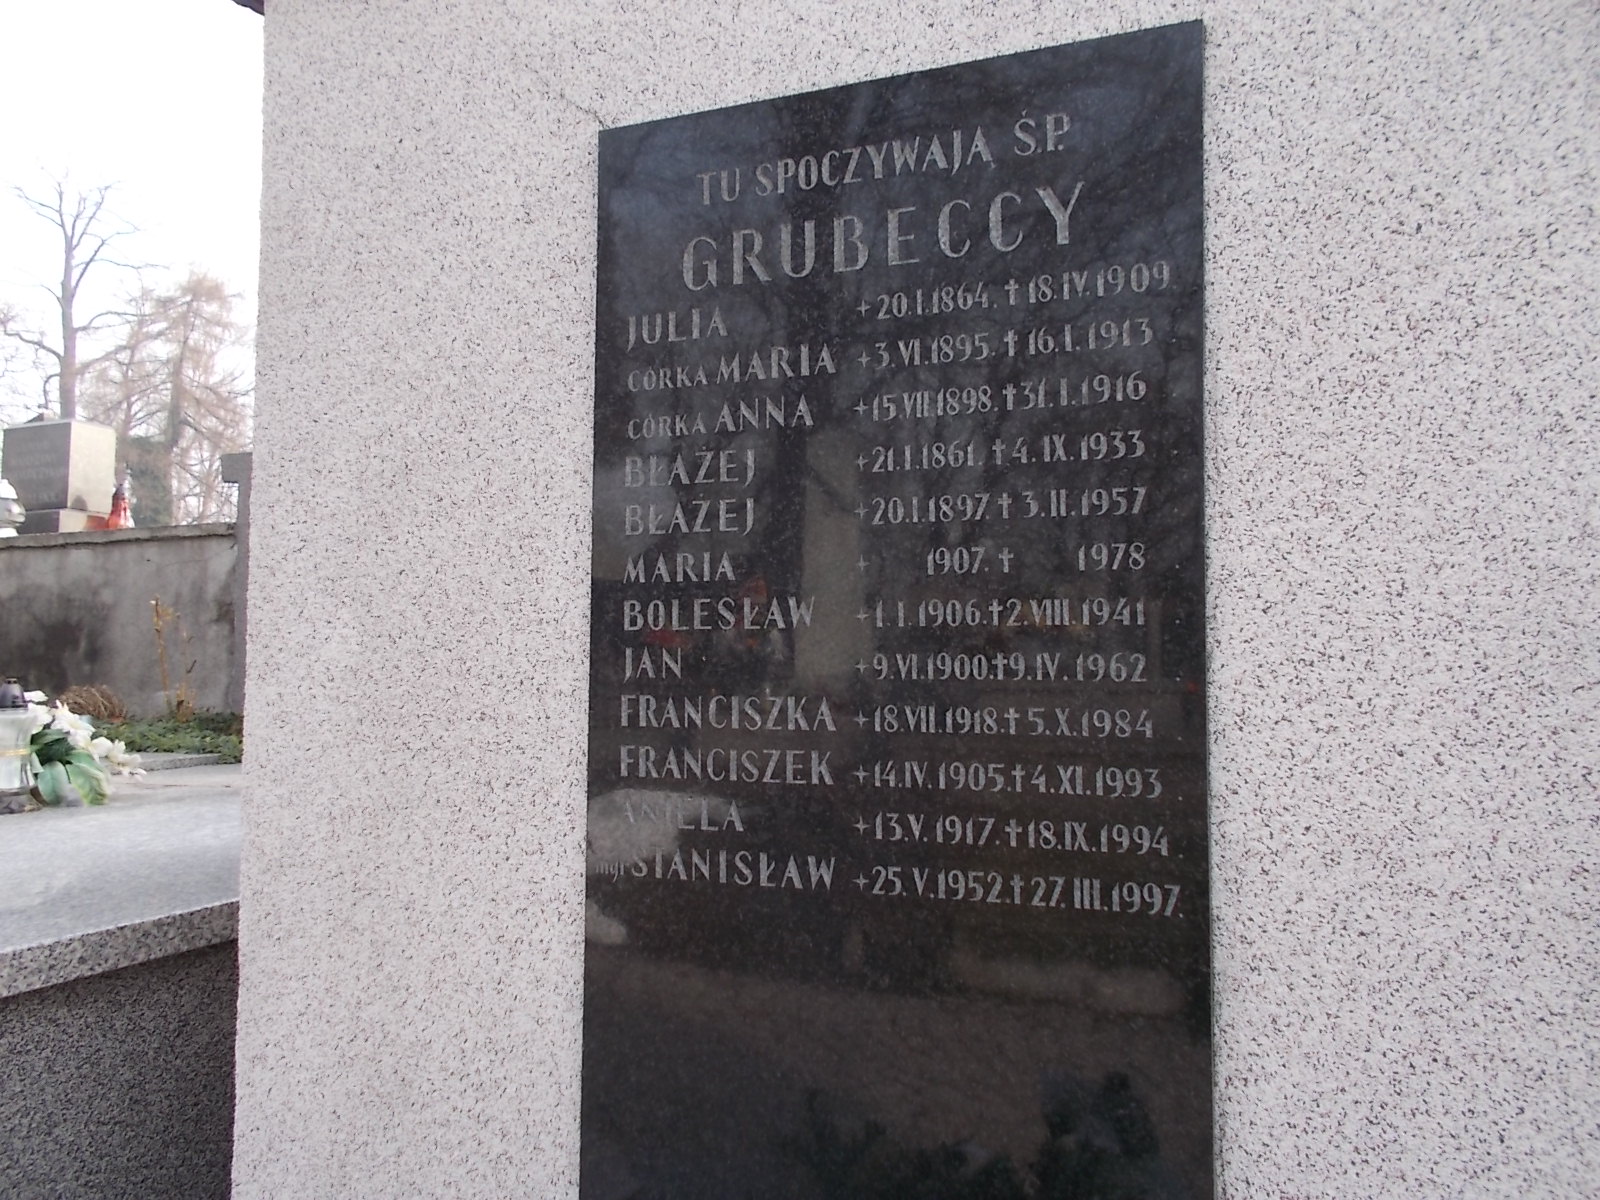 TU SPOCZYWAJA Ś.P.
GRUBECCY
JULIA +20.I.1864. † 18.IV.1909.
CÓRKA MARIA +3.VI.1895. † 16.I.1913.
CÓRKA ANNA +15.VII.1898. † 31.I.1916.
BŁAŻEJ +21.I.1861. † 4.IX.1933.
BŁAŻEJ +20.I.1897 † 3.II.1957.
MARIA + 1907. † 1978.
BOLESŁAW +1.I.1906. † 2.VIII.1941.
JAN +9.VI.1900. † 9.IV.1962.
FRANCISZKA +18.VII.1918. † 5.X.1984.
FRANCISZEK +14.IV.1905. † 4.XI.1993.
ANIELA +13.V.1917. † 18.IX.1994.
mgr STANISŁAW +25.V.1952. † 27.III.1997.